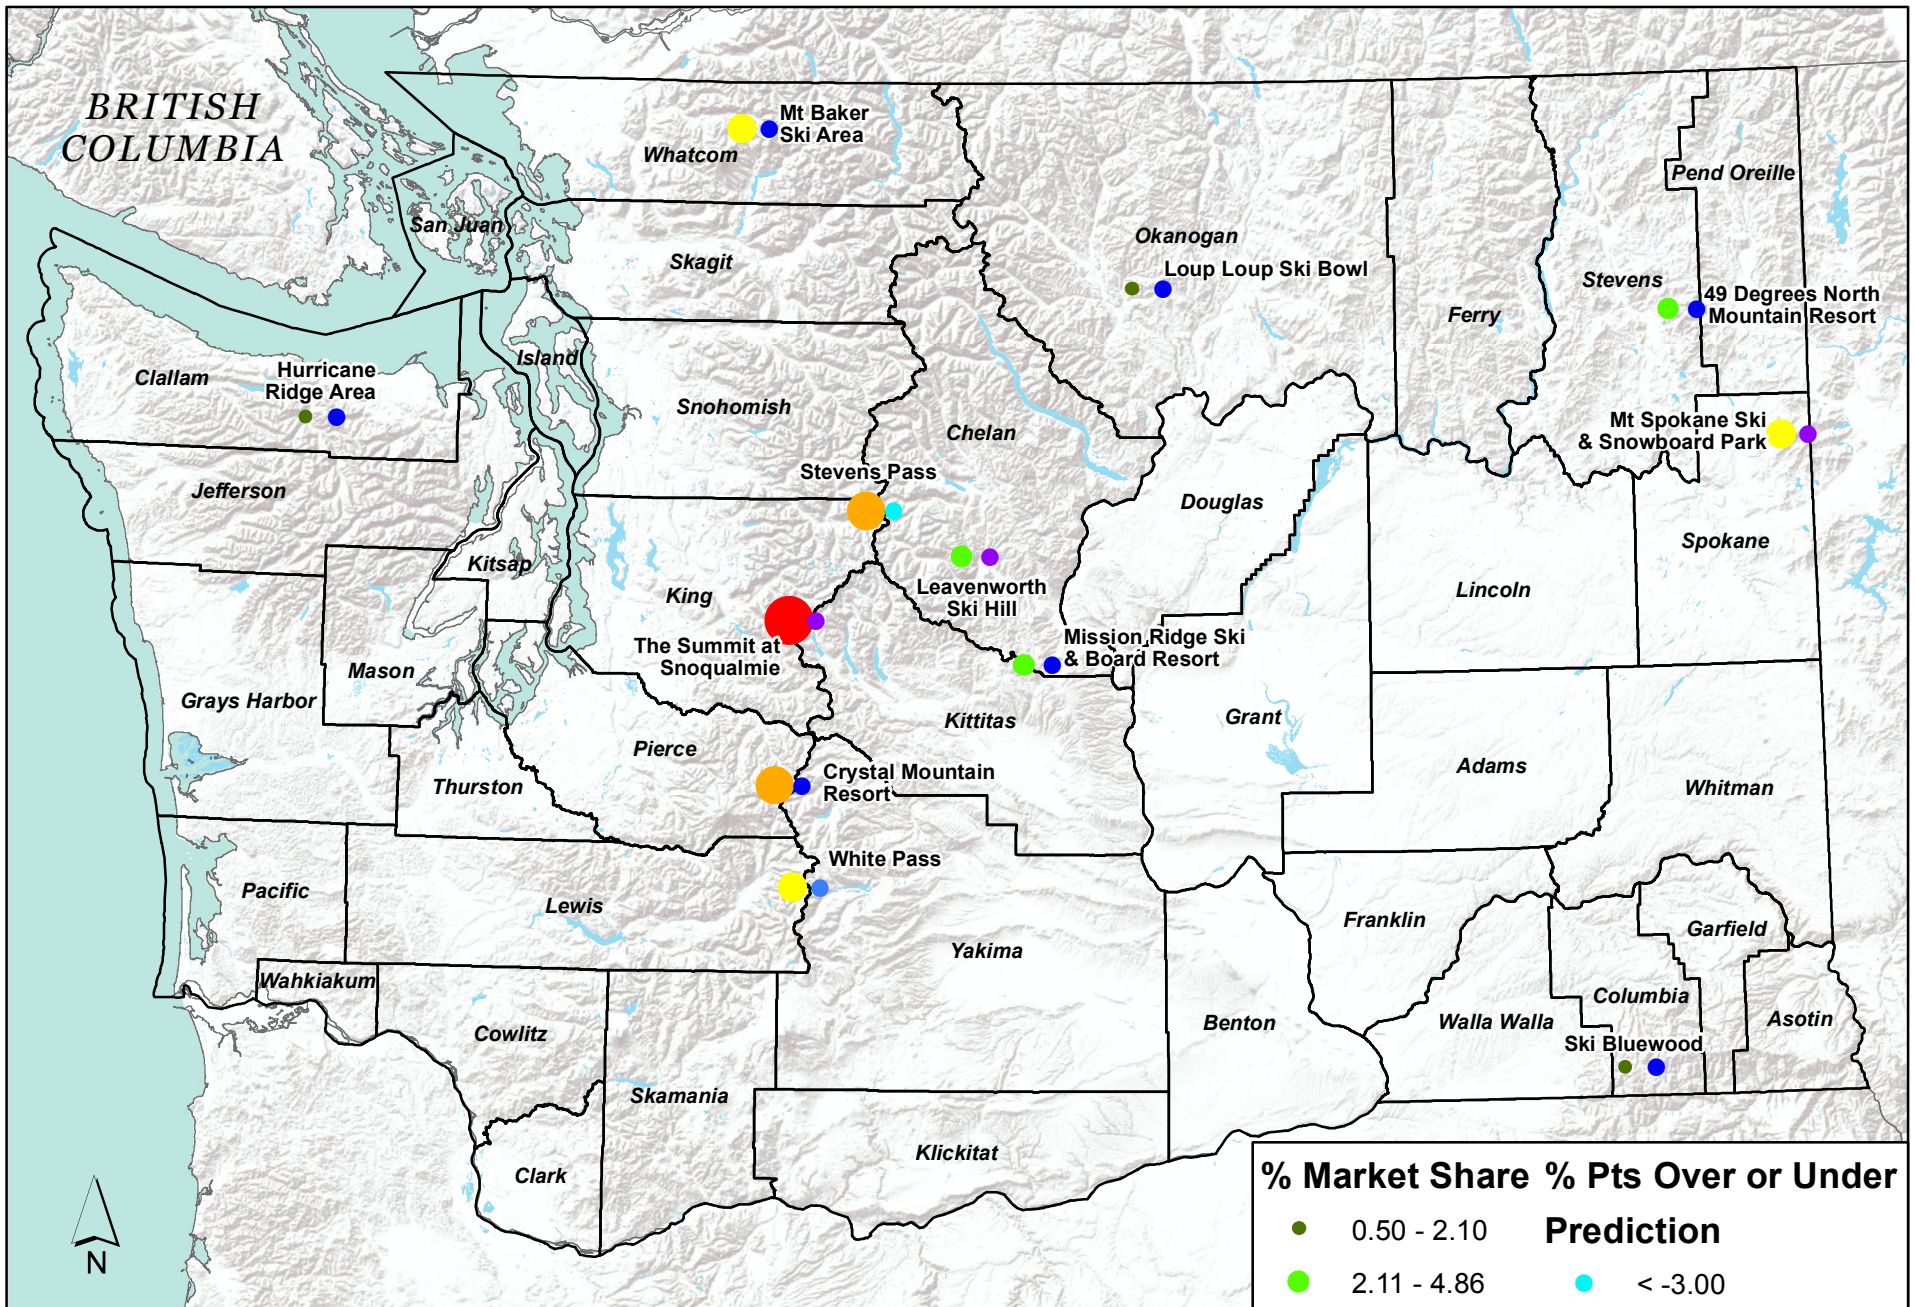 BRITISH
COLUMBIA
Mt Baker
Ski Area
Whatcom
Pend Oreille
San Juan
Skagit
Okanogan
Loup Loup Ski Bowl
Stevens
49 Degrees North
Mountain Resort
Ferry
Island
Clallam
Hurricane
Ridge Area
Snohomish
Chelan
Mt Spokane Ski
& Snowboard Park
Stevens Pass
Jefferson
Douglas
Spokane
Kitsap
King
Leavenworth
Ski Hill
Lincoln
The Summit at
Snoqualmie
Mission Ridge Ski
& Board Resort
Mason
Grays Harbor
Kittitas
Grant
Pierce
Adams
Thurston
Crystal Mountain
Resort
Whitman
White Pass
Pacific
Lewis
Franklin
Garfield
Yakima
Wahkiakum
Columbia
Cowlitz
Benton
Walla Walla
Asotin
Ski Bluewood
Skamania
Klickitat
Clark
N
% Market Share
0.50 - 2.10
2.11 - 4.86
% Pts Over or Under
Prediction
< -3.00